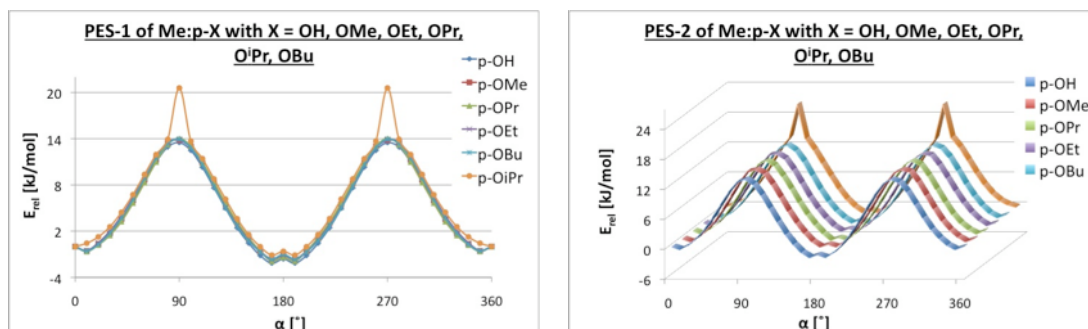 PES-1 of Me:p-X with X = OH, OMe, OEt, OPr,
OⁱPr, OBu
p-OH
p-OMe
p-OPr
p-OEt
p-OBu
p-OiPr
20
14
8
2
-4
E_rel [kJ/mol]
0 90 180 270 360
α [°]
PES-2 of Me:p-X with X = OH, OMe, OEt, OPr,
OⁱPr, OBu
p-OH
p-OMe
p-OPr
p-OEt
p-OBu
24
18
12
6
0
-6
E_rel [kJ/mol]
0 90 180 270 360
α [°]